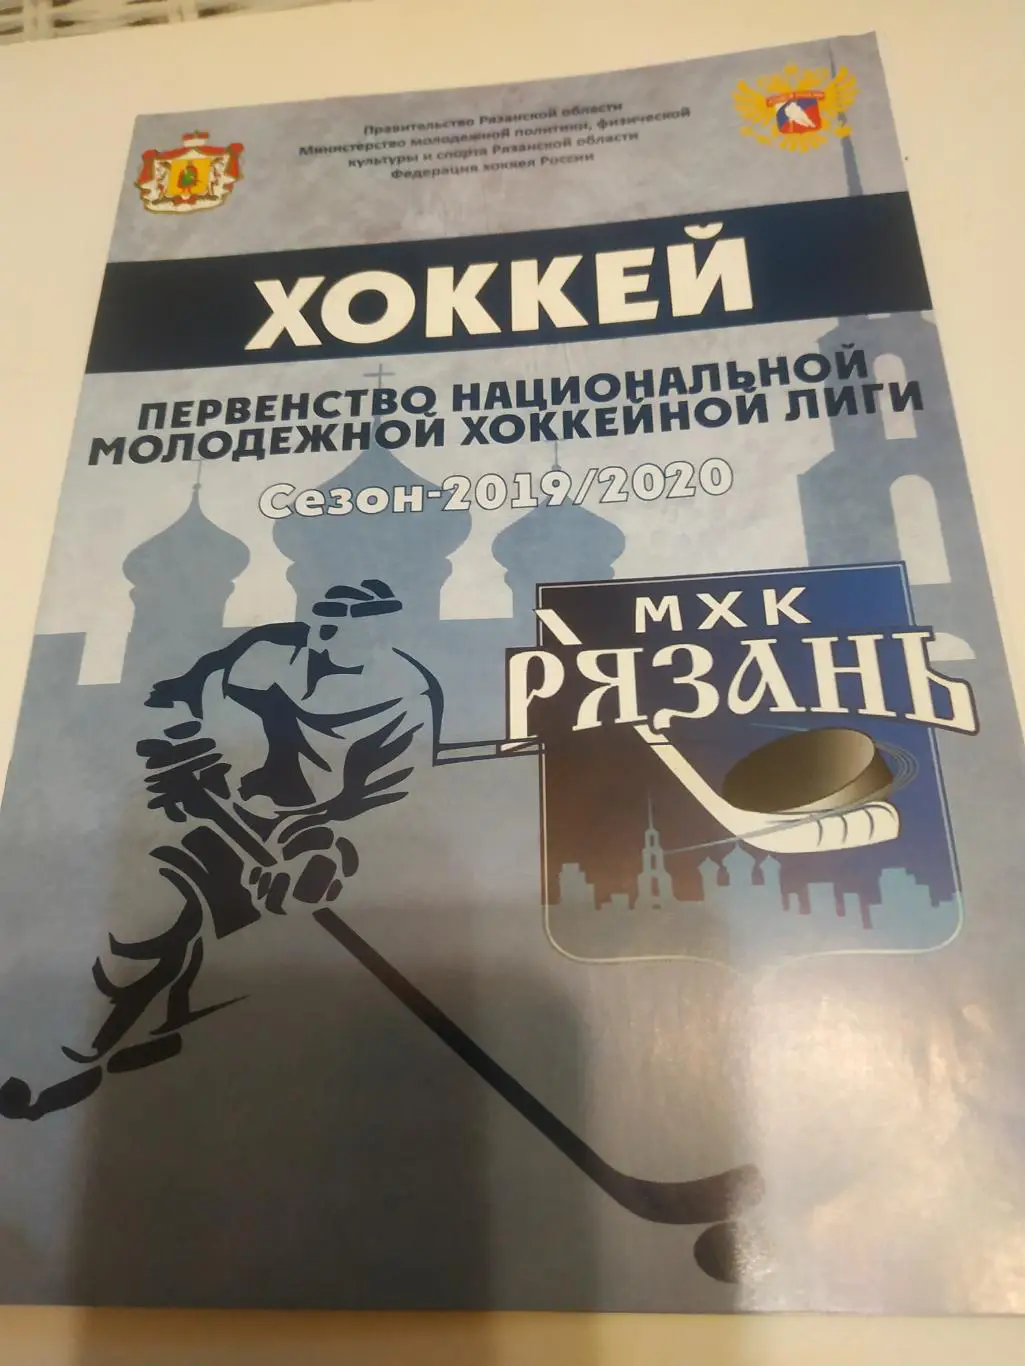 Правительство Рязанской области
Министерство молодежной политики, физической
культуры и спорта Рязанской области
Федерация хоккея России
ХОККЕЙ
ПЕРВЕНСТВО НАЦИОНАЛЬНОЙ
МОЛОДЕЖНОЙ ХОККЕЙНОЙ ЛИГИ
Сезон-2019/2020
МХК
РЯЗАНЬ